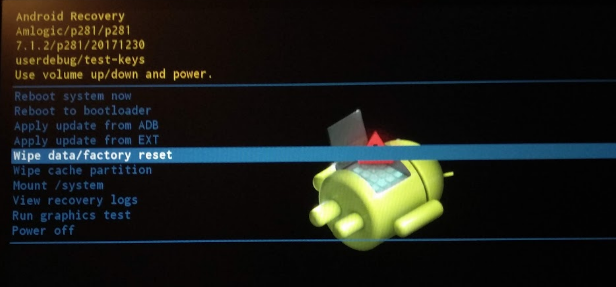 Android Recovery
Amlogic/p281/p281
7.1.2/p281/20171230
userdebug/test-keys
Use volume up/down and power.
Reboot system now
Reboot to bootloader
Apply update from ADB
Apply update from EXT
Wipe data/factory reset
Wipe cache partition
Mount /system
View recovery logs
Run graphics test
Power off